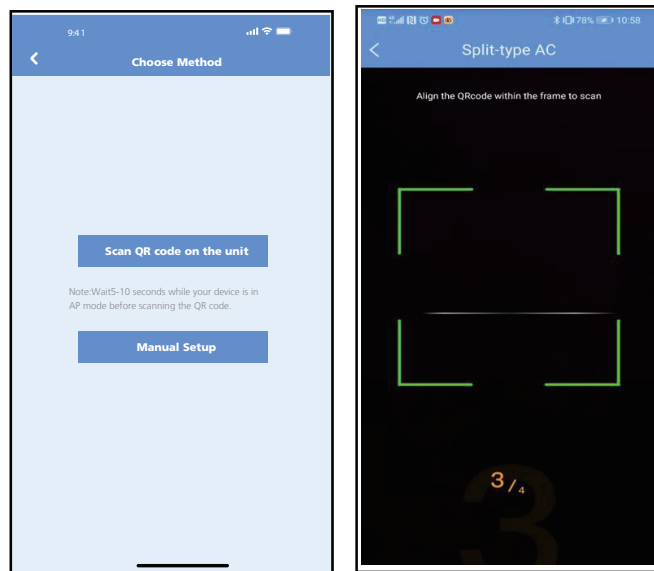 9:41
Choose Method
Scan QR code on the unit
Note:Wait5-10 seconds while your device is in
AP mode before scanning the QR code.
Manual Setup
78% 10:58
Split-type AC
Align the QRcode within the frame to scan
3/4
3